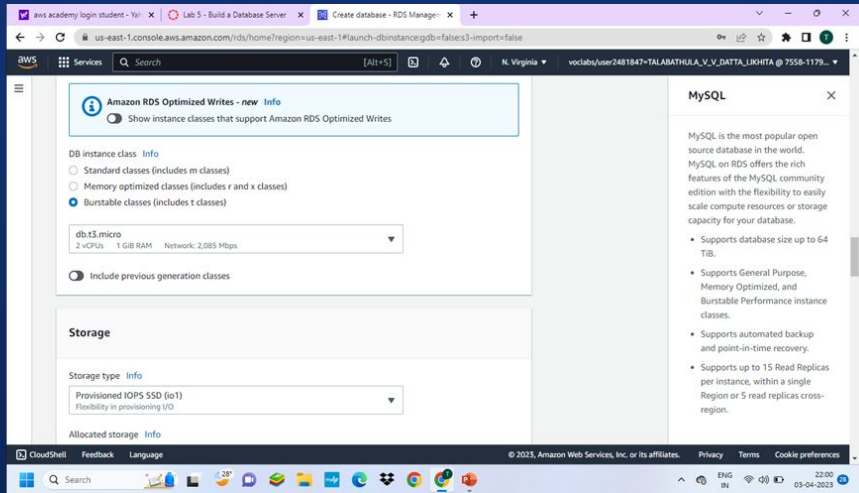 aws academy login student - Yah
Lab 5 - Build a Database Server
Create database - RDS Managem
us-east-1.console.aws.amazon.com/rds/home?region=us-east-1#launch-dbinstance:gdb=false;s3-import=false
T
aws
Services
Search
[Alt+S]
N. Virginia
voclabs/user2481847=TALABATHULA_V_V_DATTA_LIKHITA @ 7558-1179...
Amazon RDS Optimized Writes - new Info
Show instance classes that support Amazon RDS Optimized Writes
DB instance class Info
Standard classes (includes m classes)
Memory optimized classes (includes r and x classes)
Burstable classes (includes t classes)
db.t3.micro
2 vCPUs 1 GiB RAM Network: 2,085 Mbps
Include previous generation classes
Storage
Storage type Info
Provisioned IOPS SSD (io1)
Flexibility in provisioning I/O
Allocated storage Info
MySQL
MySQL is the most popular open
source database in the world.
MySQL on RDS offers the rich
features of the MySQL community
edition with the flexibility to easily
scale compute resources or storage
capacity for your database.
• Supports database size up to 64
TiB.
• Supports General Purpose,
Memory Optimized, and
Burstable Performance instance
classes.
• Supports automated backup
and point-in-time recovery.
• Supports up to 15 Read Replicas
per instance, within a single
Region or 5 read replicas cross-
region.
CloudShell Feedback Language
© 2023, Amazon Web Services, Inc. or its affiliates. Privacy Terms Cookie preferences
Search
28°
ENG
IN
22:00
03-04-2023